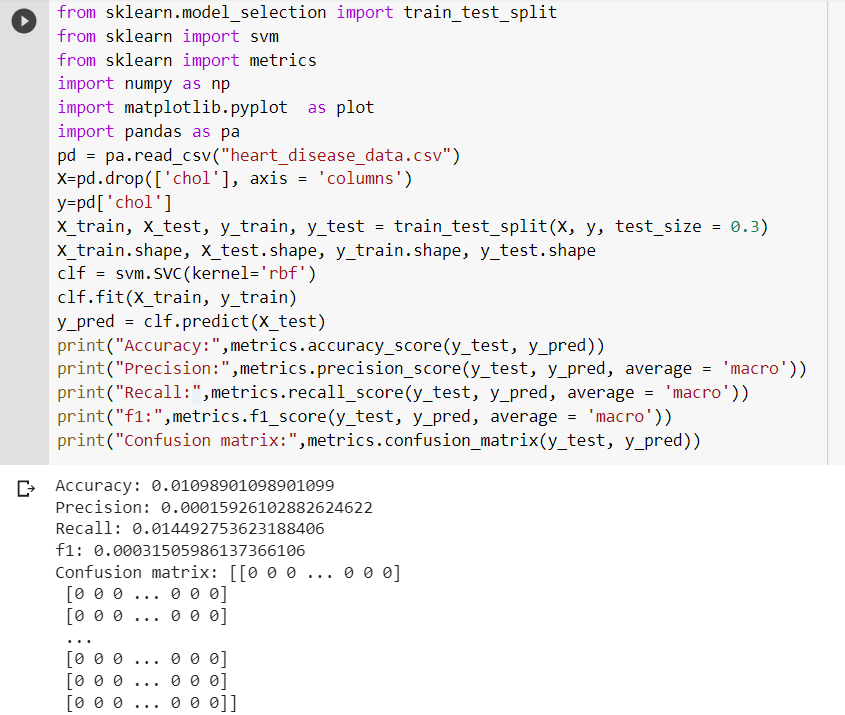 from sklearn.model_selection import train_test_split
from sklearn import svm
from sklearn import metrics
import numpy as np
import matplotlib.pyplot  as plot
import pandas as pa
pd = pa.read_csv("heart_disease_data.csv")
X=pd.drop(['chol'], axis = 'columns')
y=pd['chol']
X_train, X_test, y_train, y_test = train_test_split(X, y, test_size = 0.3)
X_train.shape, X_test.shape, y_train.shape, y_test.shape
clf = svm.SVC(kernel='rbf')
clf.fit(X_train, y_train)
y_pred = clf.predict(X_test)
print("Accuracy:",metrics.accuracy_score(y_test, y_pred))
print("Precision:",metrics.precision_score(y_test, y_pred, average = 'macro'))
print("Recall:",metrics.recall_score(y_test, y_pred, average = 'macro'))
print("f1:",metrics.f1_score(y_test, y_pred, average = 'macro'))
print("Confusion matrix:",metrics.confusion_matrix(y_test, y_pred))
Accuracy: 0.01098901098901099
Precision: 0.00015926102882624622
Recall: 0.014492753623188406
f1: 0.00031505986137366106
Confusion matrix: [[0 0 0 ... 0 0 0]
 [0 0 0 ... 0 0 0]
 [0 0 0 ... 0 0 0]
 ...
 [0 0 0 ... 0 0 0]
 [0 0 0 ... 0 0 0]
 [0 0 0 ... 0 0 0]]